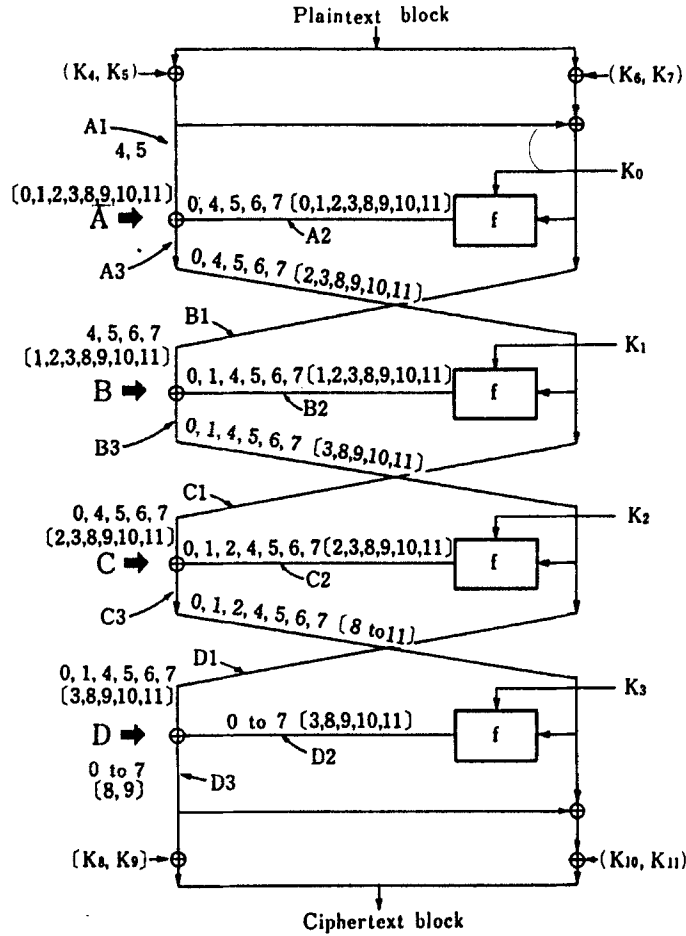 Plaintext block
(K4, K5)
(K6, K7)
A1
4, 5
K0
[0,1,2,3,8,9,10,11]
0, 4, 5, 6, 7 [0,1,2,3,8,9,10,11]
f
A
A2
A3
0, 4, 5, 6, 7 [2,3,8,9,10,11]
B1
4, 5, 6, 7
[1,2,3,8,9,10,11]
K1
0, 1, 4, 5, 6, 7 [1,2,3,8,9,10,11]
f
B
B2
B3
0, 1, 4, 5, 6, 7 [3,8,9,10,11]
C1
0, 4, 5, 6, 7
[2,3,8,9,10,11]
K2
0, 1, 2, 4, 5, 6, 7 [2,3,8,9,10,11]
f
C
C2
C3
0, 1, 2, 4, 5, 6, 7 [8 to 11]
D1
0, 1, 4, 5, 6, 7
[3,8,9,10,11]
K3
0 to 7 [3,8,9,10,11]
f
D
D2
0 to 7
[8, 9]
D3
[K8, K9]
(K10, K11)
Ciphertext block